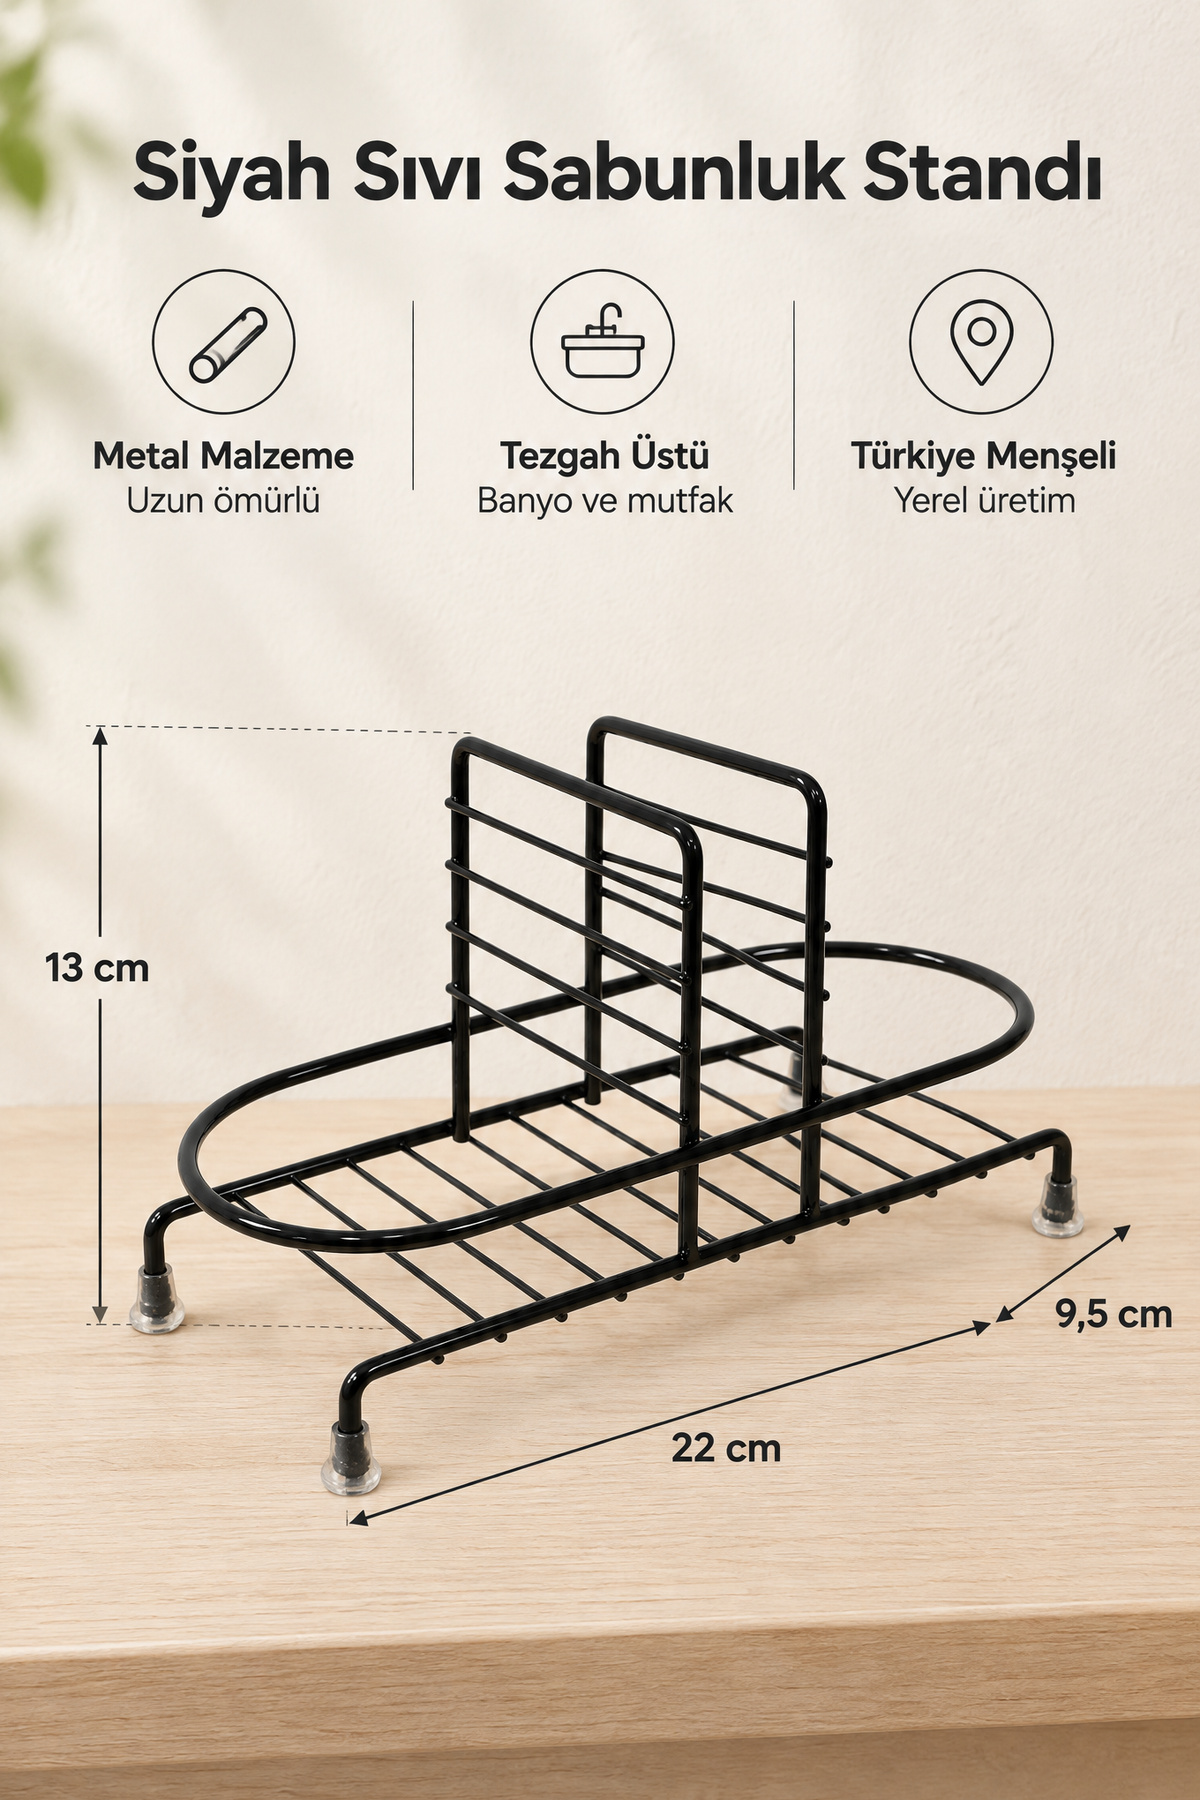 Siyah Sıvı Sabunluk Standı
Metal Malzeme
Uzun ömürlü
Tezgah Üstü
Banyo ve mutfak
Türkiye Menşeli
Yerel üretim
13 cm
9,5 cm
22 cm